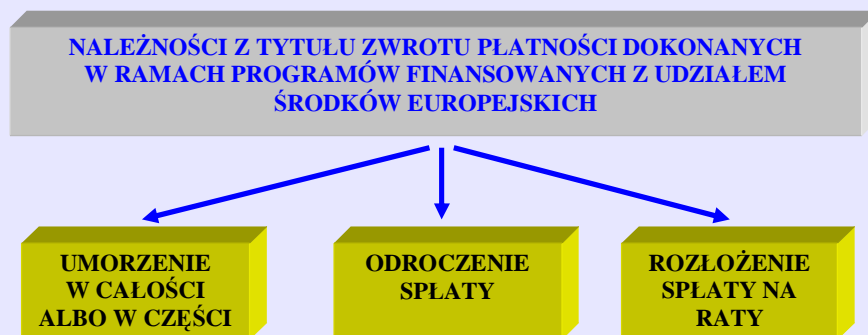 NALEŻNOŚCI Z TYTUŁU ZWROTU PŁATNOŚCI DOKONANYCH
W RAMACH PROGRAMÓW FINANSOWANYCH Z UDZIAŁEM
ŚRODKÓW EUROPEJSKICH
UMORZENIE
W CAŁOŚCI
ALBO W CZĘŚCI
ODROCZENIE
SPŁATY
ROZŁOŻENIE
SPŁATY NA
RATY